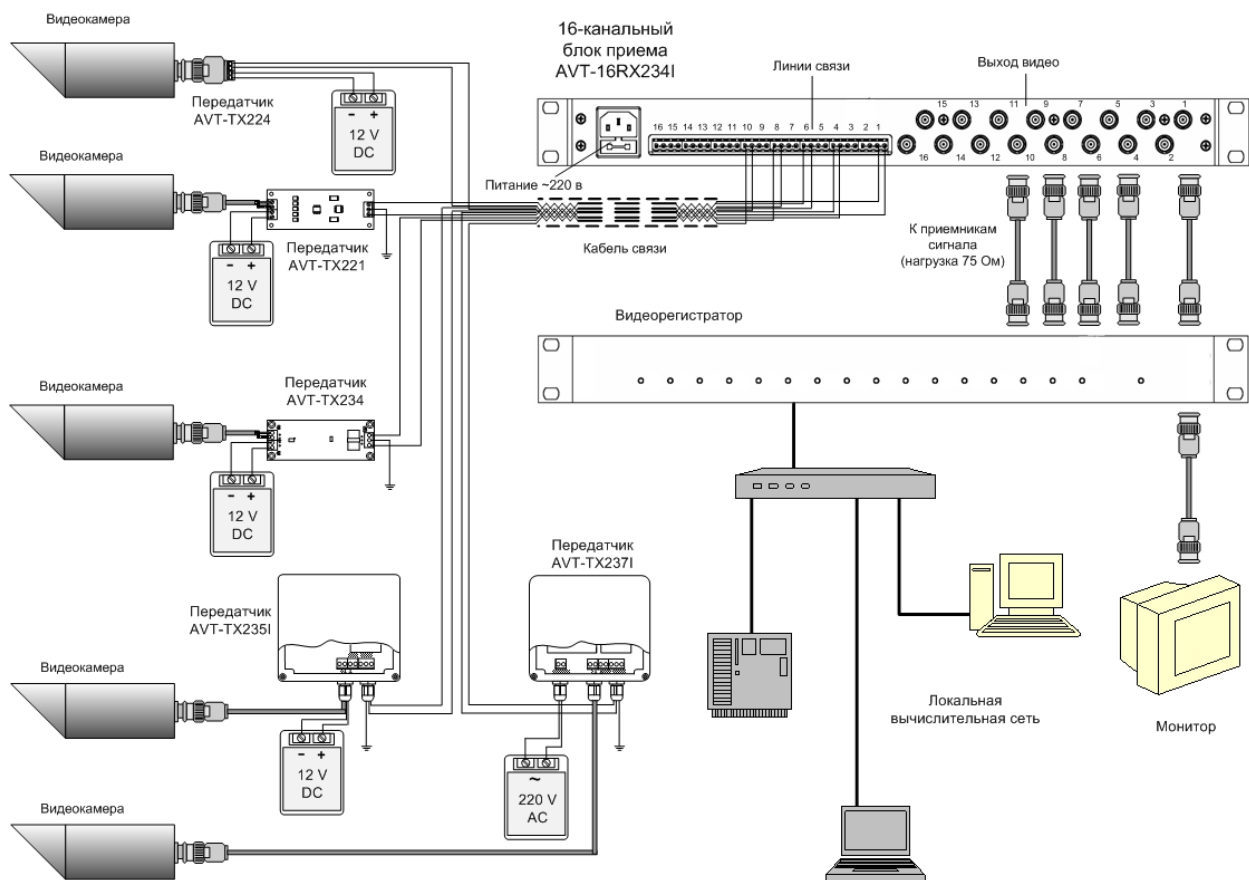 Видеокамера
Передатчик
AVT-TX224
- +
12 V
DC
16-канальный
блок приема
AVT-16RX234I
Линии связи
Выход видео
16 15 14 13 12 11 10 9 8 7 6 5 4 3 2 1
15 13 11 9 7 5 3 1
16 14 12 10 8 6 4 2
Питание ~220 в
Видеокамера
Передатчик
AVT-TX221
- +
12 V
DC
Кабель связи
К приемникам
сигнала
(нагрузка 75 Ом)
Видеорегистратор
Видеокамера
Передатчик
AVT-TX234
- +
12 V
DC
Передатчик
AVT-TX235I
Передатчик
AVT-TX237I
Видеокамера
- +
12 V
DC
~
220 V
AC
Локальная
вычислительная сеть
Монитор
Видеокамера